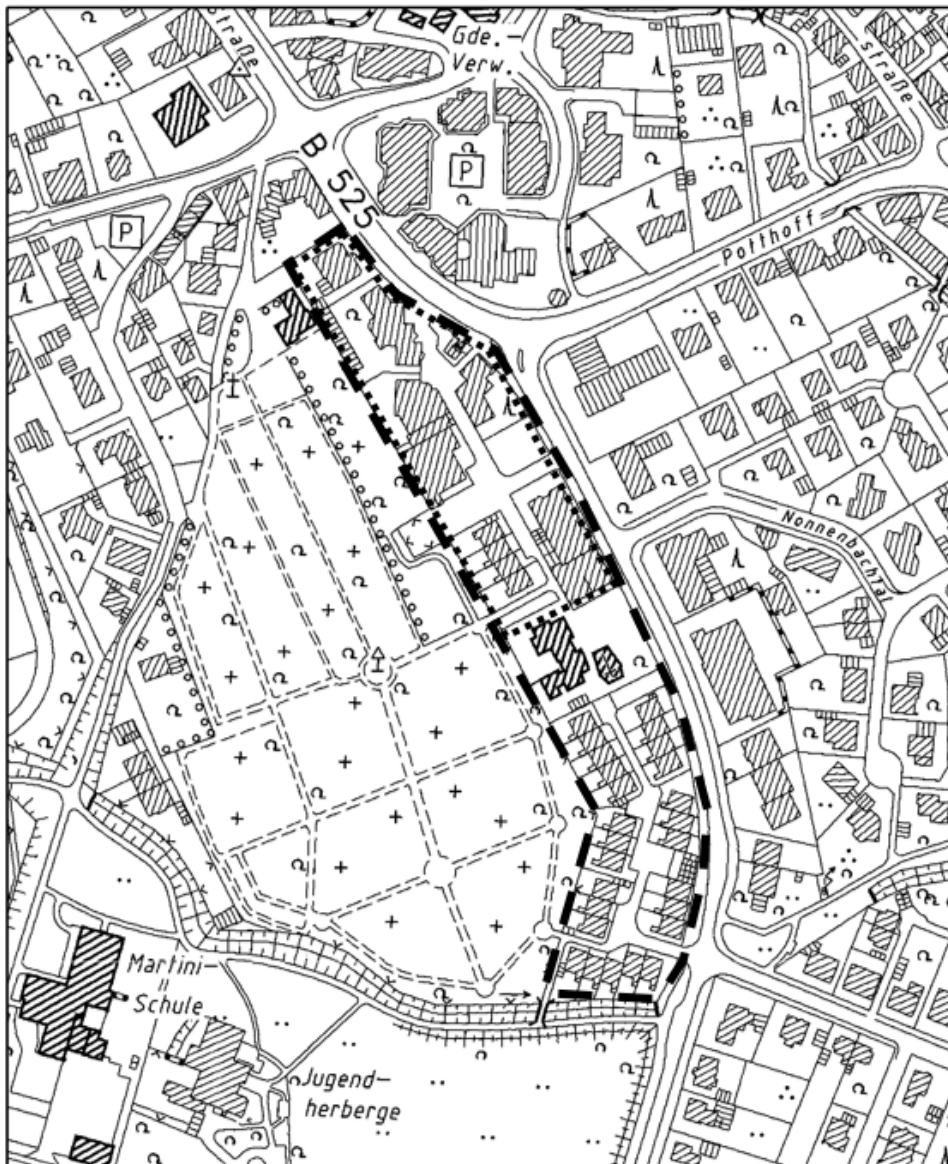 straße
Gde. –
Verw.
straße
B 525
P
P
Potthoff
Nonnenbachtal
Martini–
Schule
Jugend–
herberge